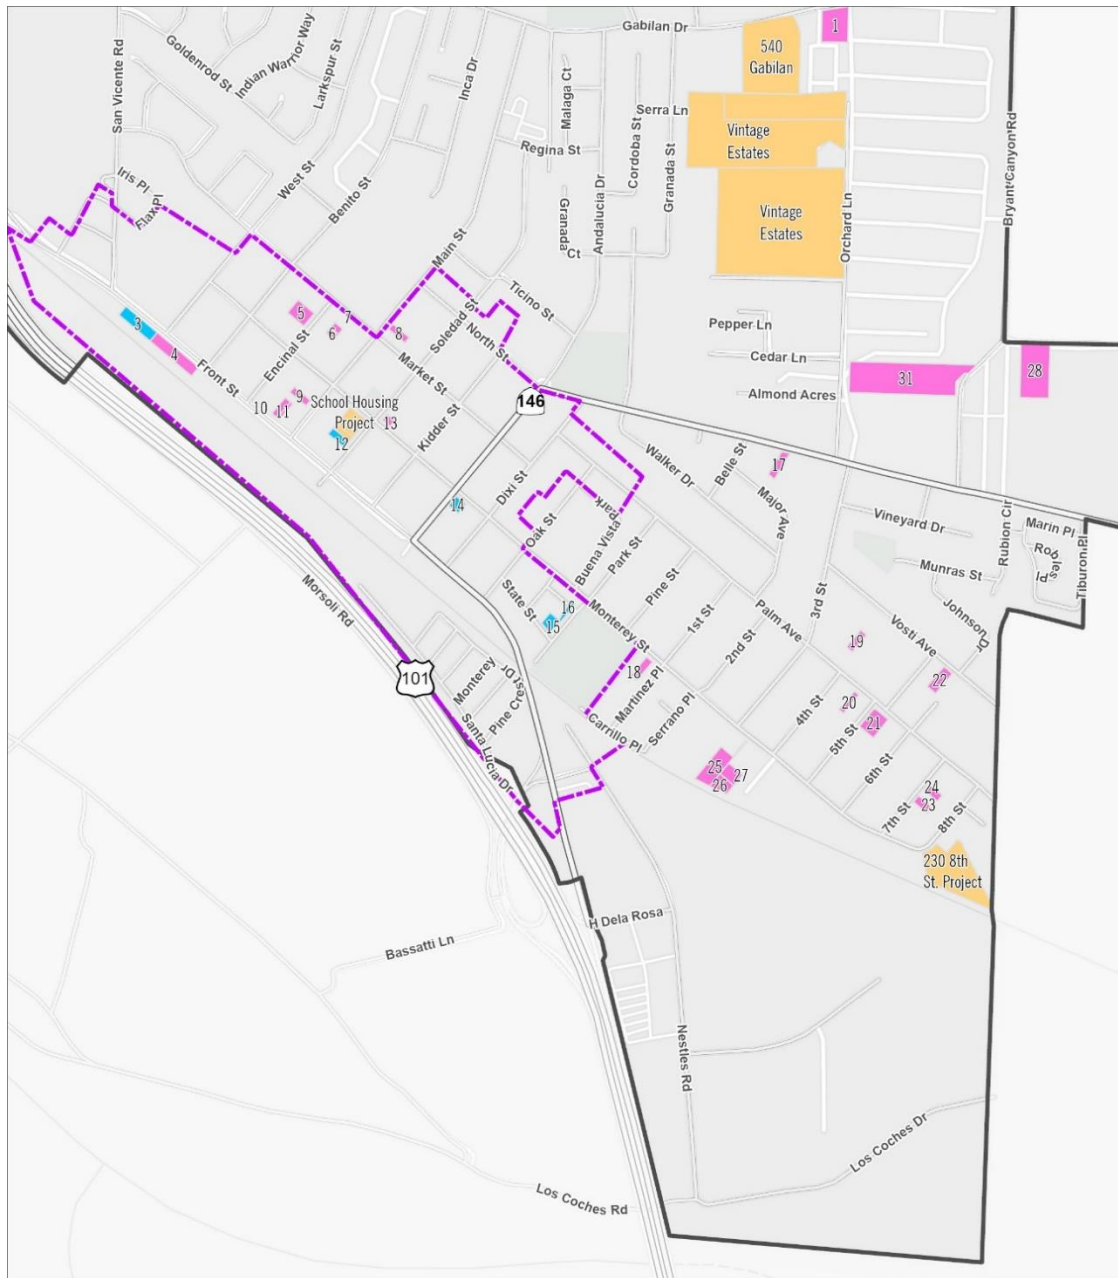 Gabilan Dr
1
540
Gabilan
Goldenrod St
Indian Warrior Way
Larkspur St
San Vicente Rd
Inca Dr
Malaga Ct
Serra Ln
Cordoba St
Granada St
Vintage
Estates
Regina St
Bryant Canyon Rd
Iris Pl
Flax Pl
West St
Benito St
Granada
Ct
Andalucia Dr
Vintage
Estates
Orchard Ln
Main St
Ticino St
Soledad St
North St
Pepper Ln
Cedar Ln
Almond Acres
31
28
3
4
5
6
7
8
Front St
Encinal St
Market St
Kidder St
9
10
11
School Housing
Project
12
13
146
Walker Dr
Belle St
17
Major Ave
14
Dixi St
Oak St
Park
Buena Vista
Park St
Pine St
Vineyard Dr
Rubion Cir
Marin Pl
Rogles Pl
Tiburon Pl
Munras St
Johnson Dr
3rd St
State St
15
16
Monterey St
1st St
2nd St
Palm Ave
Vosti Ave
19
22
Morsoli Rd
101
Monterey
Pine Crest Dr
Santa Lucia Dr
18
Martinez Pl
Serrano Pl
Carrillo Pl
4th St
20
5th St
21
6th St
25
26
27
7th St
24
23
8th St
230 8th
St. Project
H Dela Rosa
Bassatti Ln
Nestles Rd
Los Coches Dr
Los Coches Rd